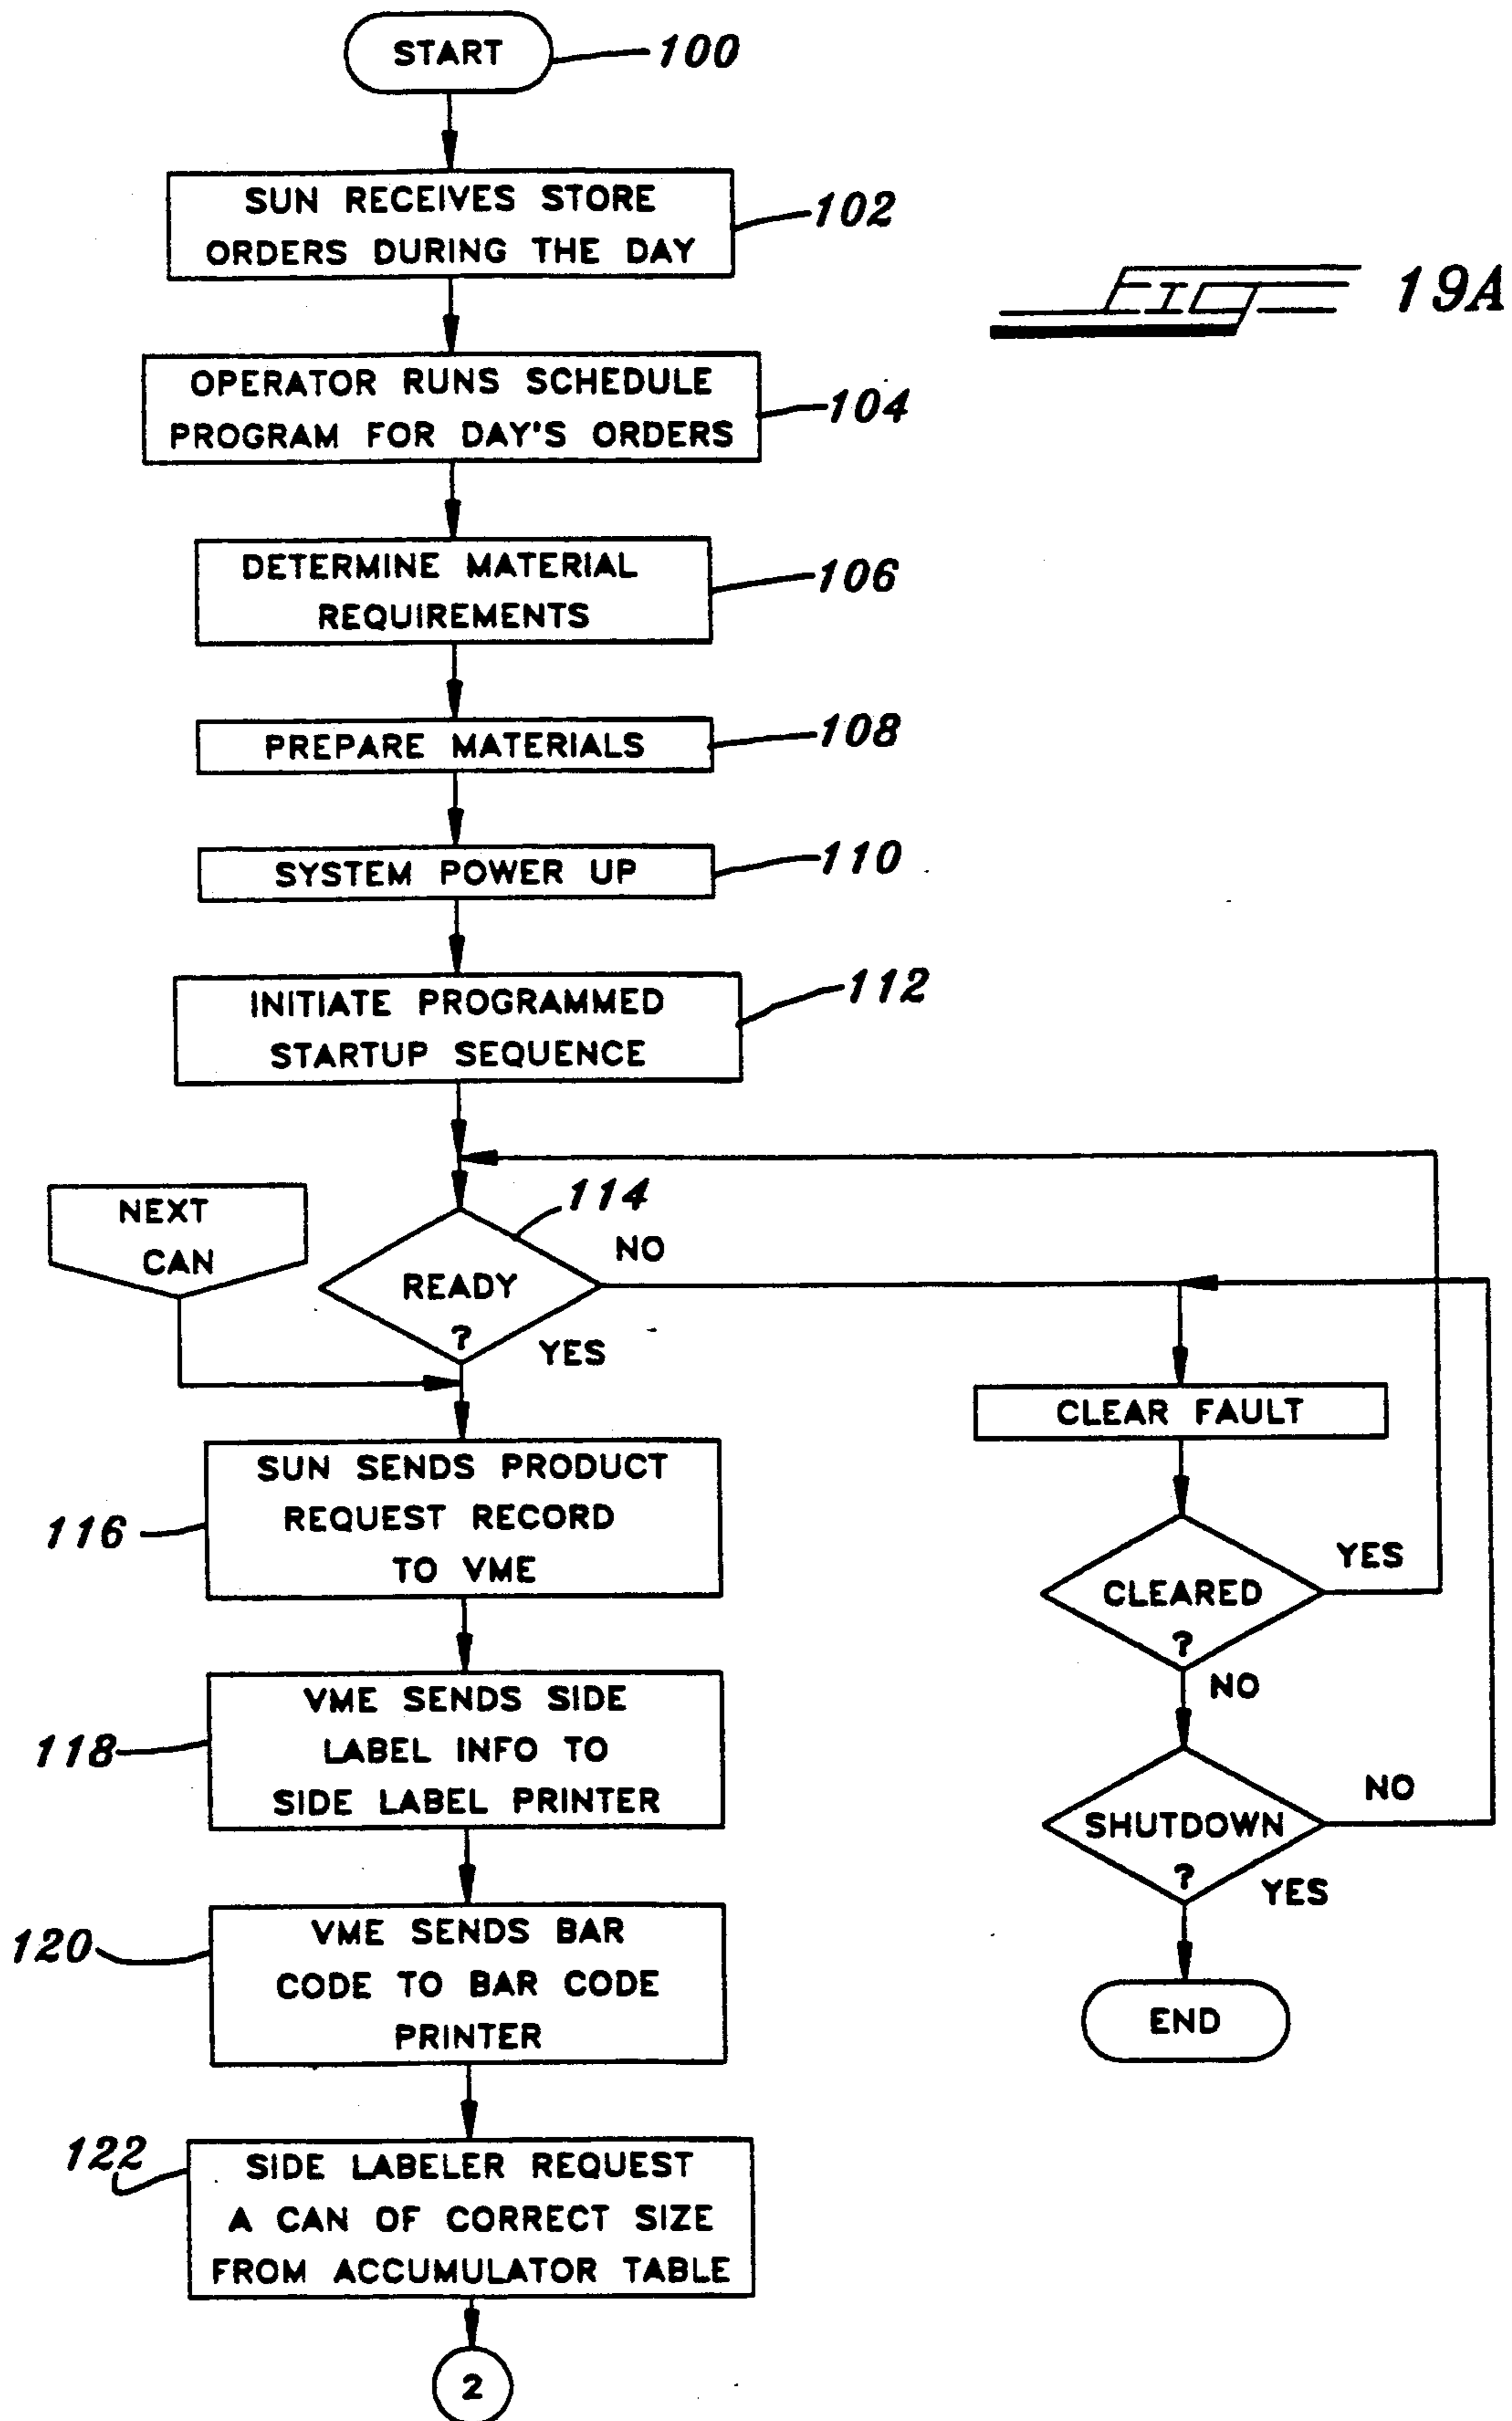 START
100
SUN RECEIVES STORE
ORDERS DURING THE DAY
102
FIG 19A
OPERATOR RUNS SCHEDULE
PROGRAM FOR DAY'S ORDERS
104
DETERMINE MATERIAL
REQUIREMENTS
106
PREPARE MATERIALS
108
SYSTEM POWER UP
110
INITIATE PROGRAMMED
STARTUP SEQUENCE
112
NEXT
CAN
114
READY
?
NO
YES
CLEAR FAULT
SUN SENDS PRODUCT
REQUEST RECORD
TO VME
116
CLEARED
?
YES
NO
VME SENDS SIDE
LABEL INFO TO
SIDE LABEL PRINTER
118
SHUTDOWN
?
NO
YES
VME SENDS BAR
CODE TO BAR CODE
PRINTER
120
END
122
SIDE LABELER REQUEST
A CAN OF CORRECT SIZE
FROM ACCUMULATOR TABLE
2